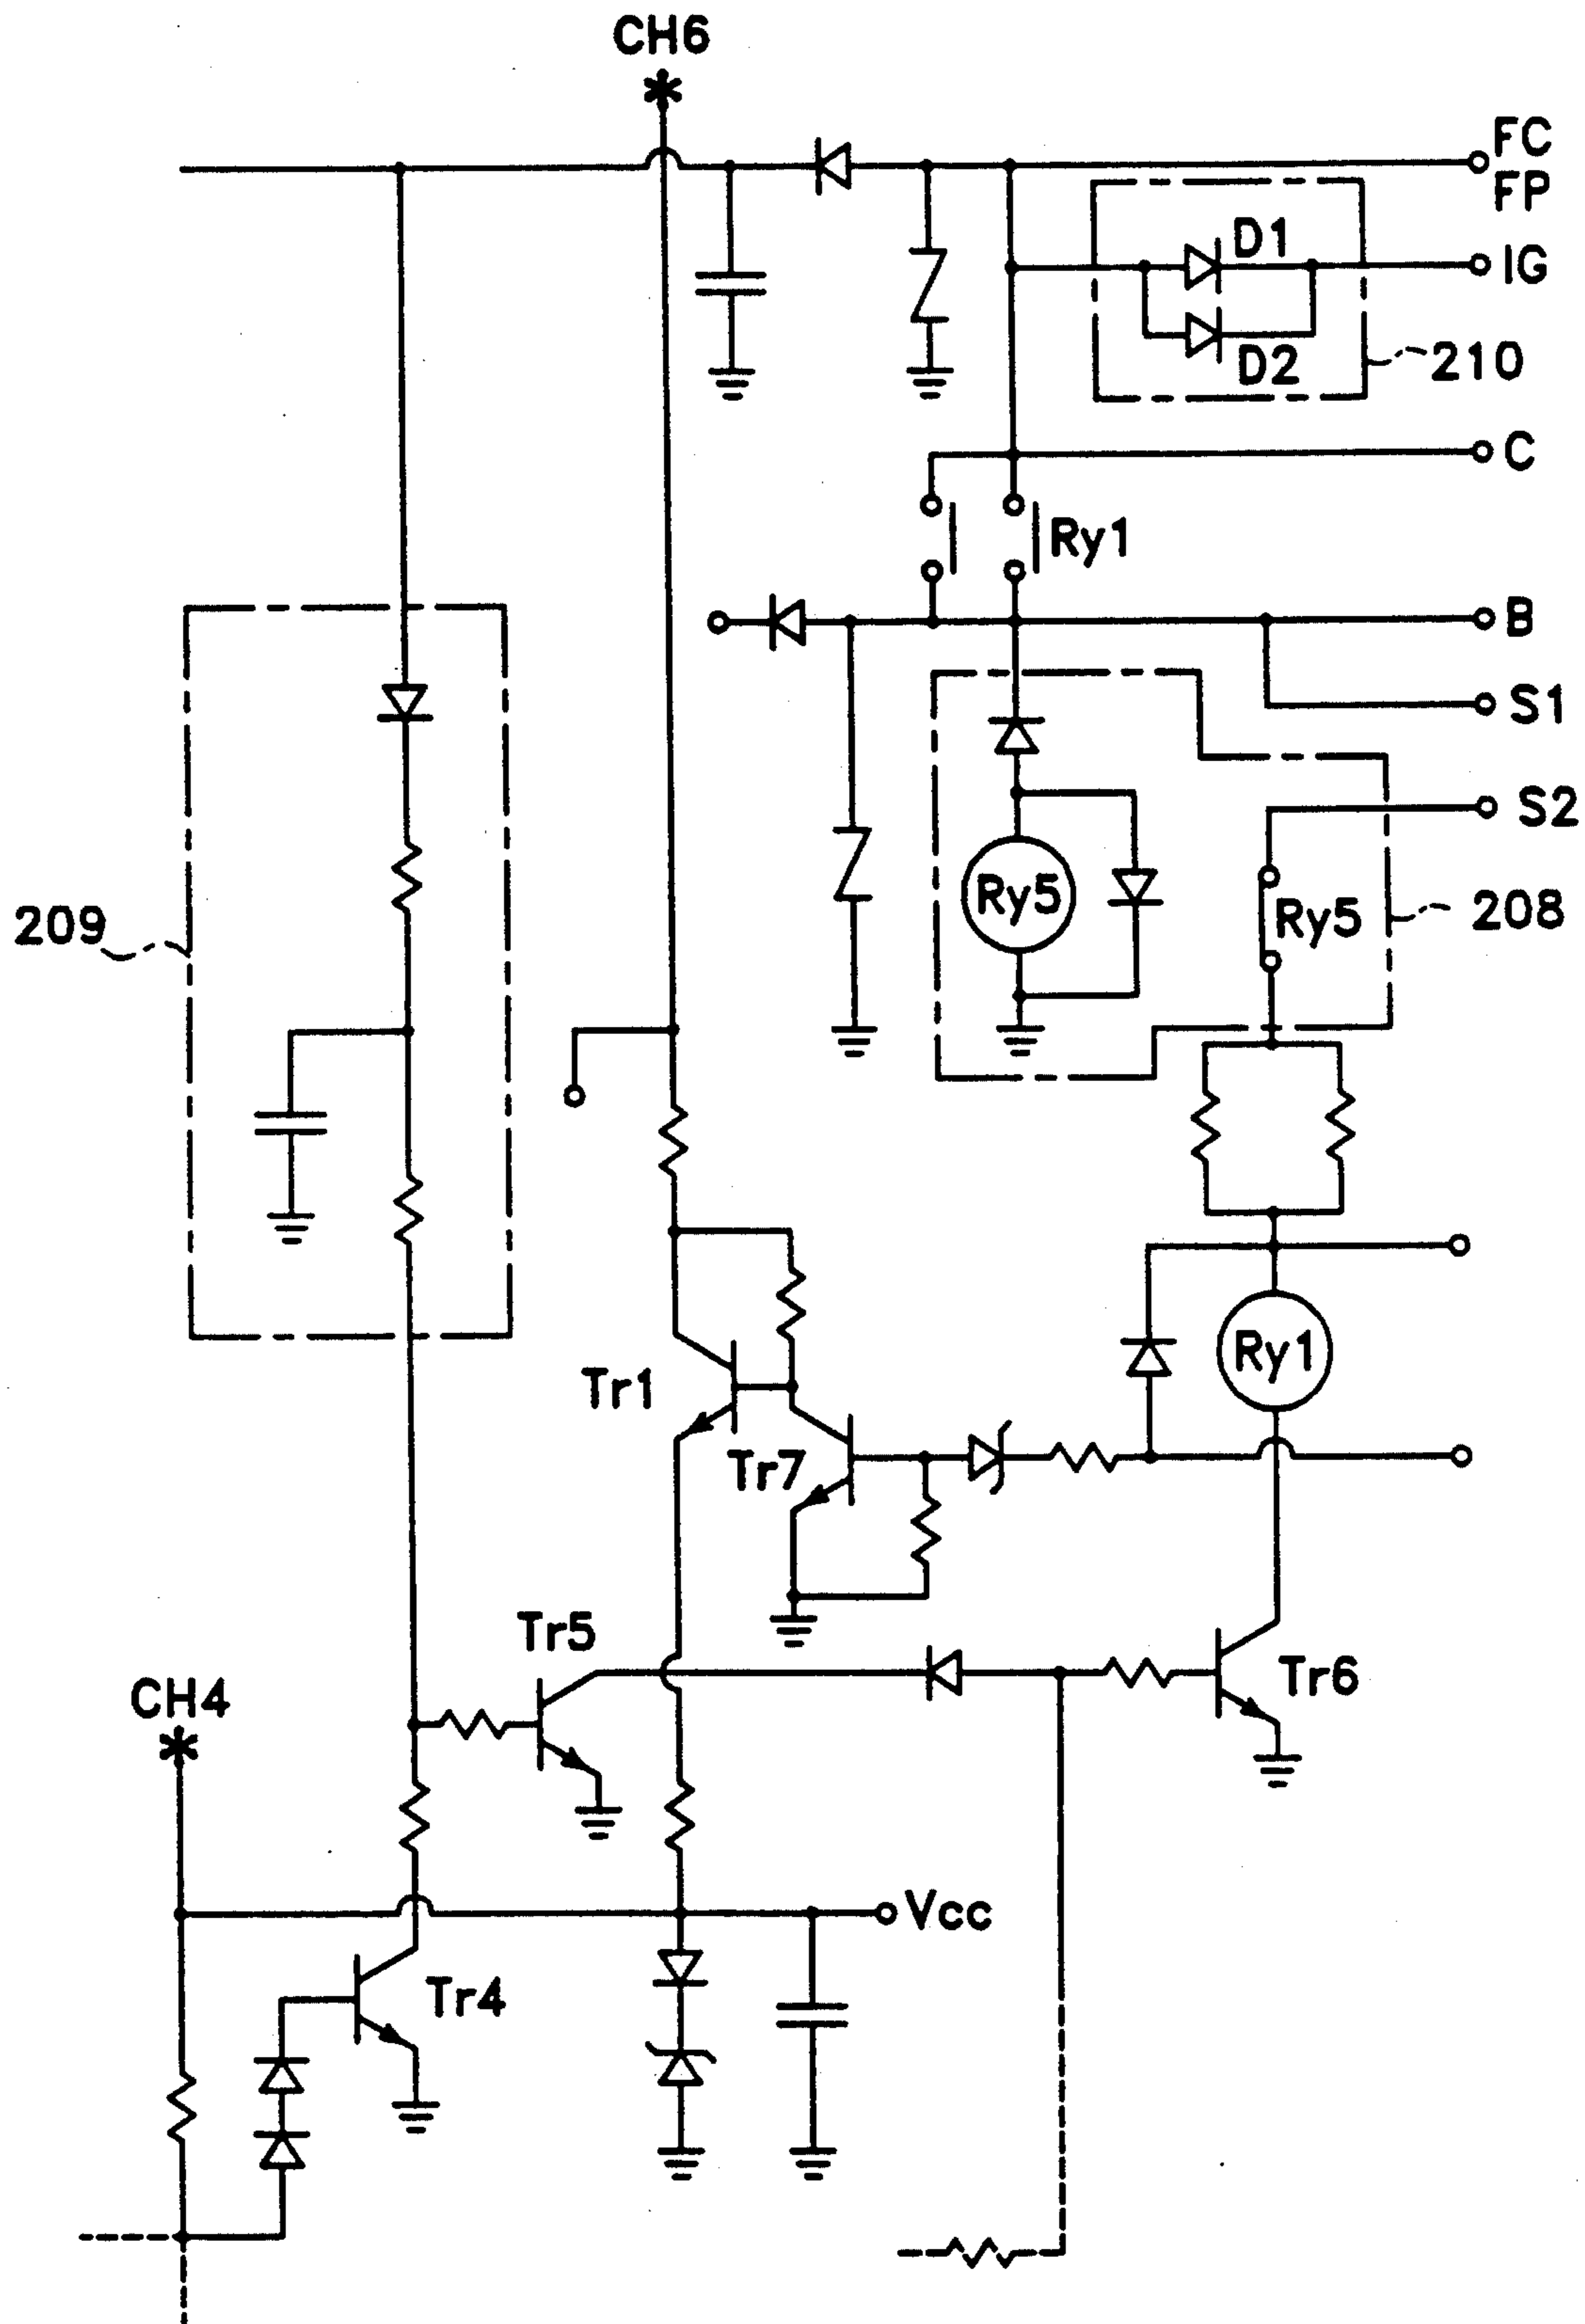 CH6
FC
FP
D1
IG
D2
210
C
Ry1
B
S1
S2
Ry5
Ry5
208
209
Ry1
Tr1
Tr7
Tr5
Tr6
CH4
Vcc
Tr4